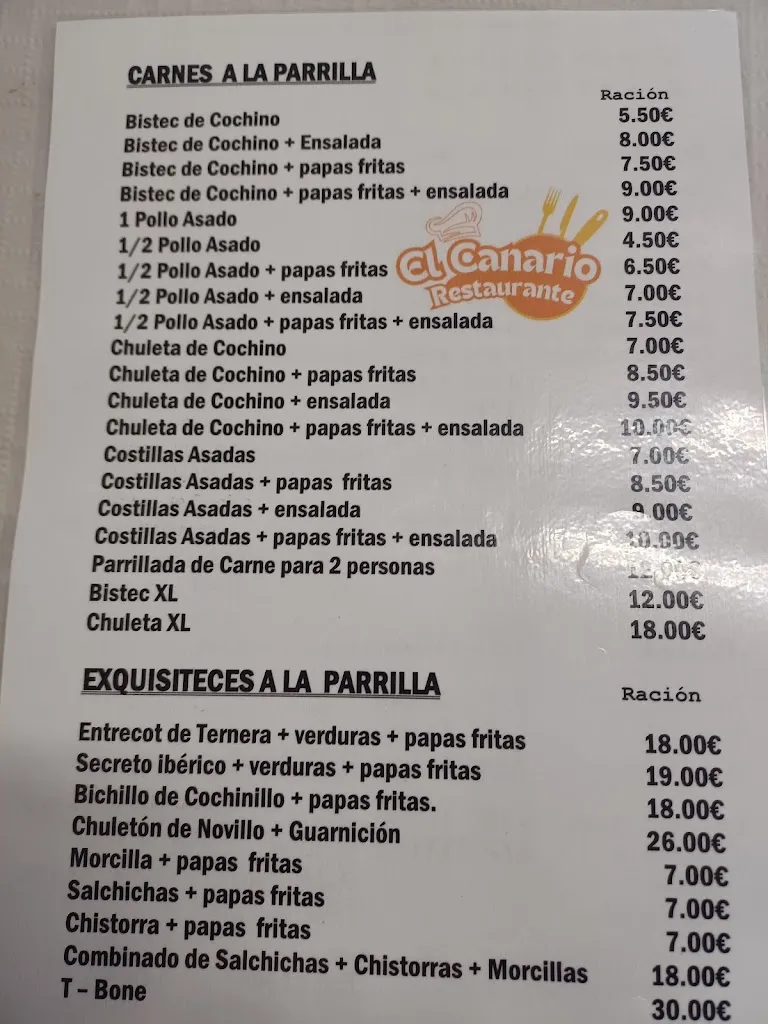 CARNES A LA PARRILLA
Ración
Bistec de Cochino 5.50€
Bistec de Cochino + Ensalada 8.00€
Bistec de Cochino + papas fritas 7.50€
Bistec de Cochino + papas fritas + ensalada 9.00€
1 Pollo Asado 9.00€
1/2 Pollo Asado 4.50€
1/2 Pollo Asado + papas fritas 6.50€
1/2 Pollo Asado + ensalada 7.00€
1/2 Pollo Asado + papas fritas + ensalada 7.50€
Chuleta de Cochino 7.00€
Chuleta de Cochino + papas fritas 8.50€
Chuleta de Cochino + ensalada 9.50€
Chuleta de Cochino + papas fritas + ensalada 10.00€
Costillas Asadas 7.00€
Costillas Asadas + papas fritas 8.50€
Costillas Asadas + ensalada 9.00€
Costillas Asadas + papas fritas + ensalada 10.00€
Parrillada de Carne para 2 personas
Bistec XL 12.00€
Chuleta XL 18.00€
El Canario
Restaurante
EXQUISITECES A LA PARRILLA
Ración
Entrecot de Ternera + verduras + papas fritas 18.00€
Secreto ibérico + verduras + papas fritas 19.00€
Bichillo de Cochinillo + papas fritas. 18.00€
Chuletón de Novillo + Guarnición 26.00€
Morcilla + papas fritas 7.00€
Salchichas + papas fritas 7.00€
Chistorra + papas fritas 7.00€
Combinado de Salchichas + Chistorras + Morcillas 18.00€
T – Bone 30.00€